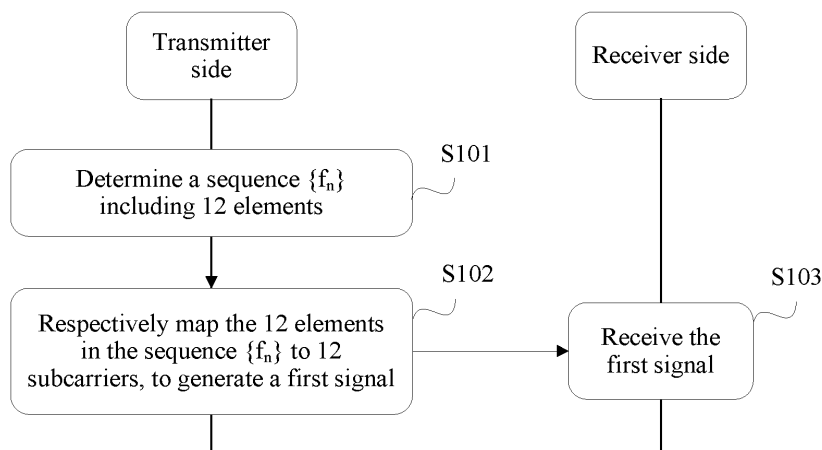 Transmitter
side
Receiver side
S101
Determine a sequence {fₙ}
including 12 elements
S102
Respectively map the 12 elements
in the sequence {fₙ} to 12
subcarriers, to generate a first signal
S103
Receive the
first signal